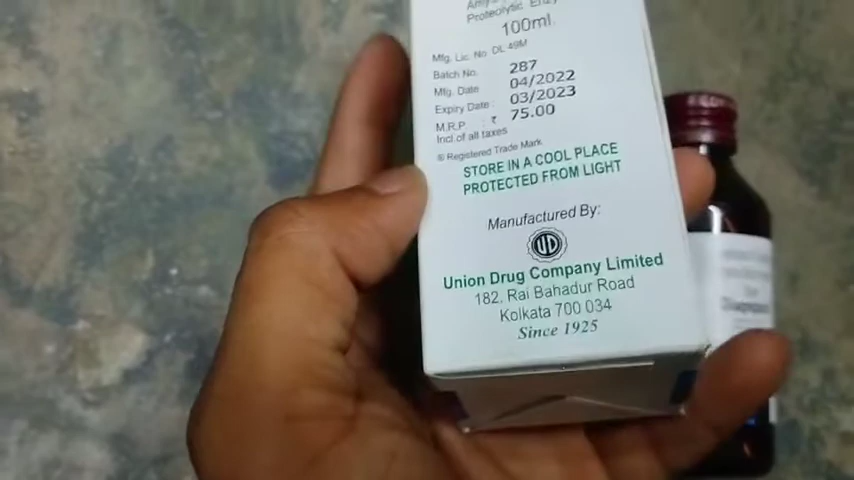 Proteolytic Enzy
100ml.
Mfg. Lic. No. DL 49M
Batch No. 287
Mfg. Date 04/2022
Expiry Date : 03/2023
M.R.P : ₹ 75.00
Incl.of all taxes
® Registered Trade Mark
STORE IN A COOL PLACE
PROTECTED FROM LIGHT
Manufactured By:
UD
Union Drug Company Limited
182, Rai Bahadur Road
Kolkata 700 034
Since 1925